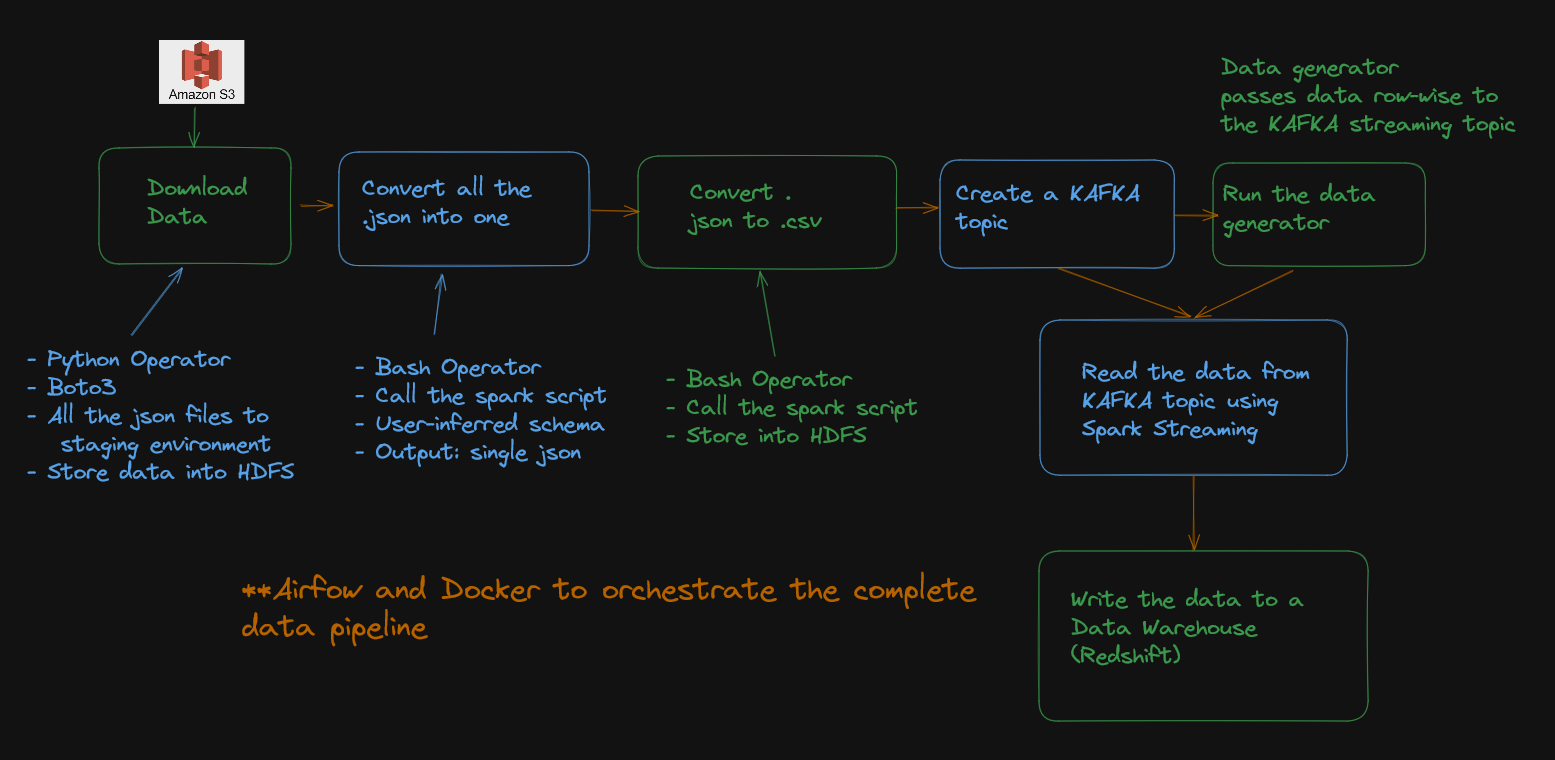 Amazon S3
Data generator
passes data row-wise to
the KAFKA streaming topic
Download
Data
Convert all the
.json into one
Convert .
json to .csv
Create a KAFKA
topic
Run the data
generator
- Python Operator
- Boto3
- All the json files to
staging environment
- Store data into HDFS
- Bash Operator
- Call the spark script
- User-inferred schema
- Output: single json
- Bash Operator
- Call the spark script
- Store into HDFS
Read the data from
KAFKA topic using
Spark Streaming
**Airfow and Docker to orchestrate the complete
data pipeline
Write the data to a
Data Warehouse
(Redshift)